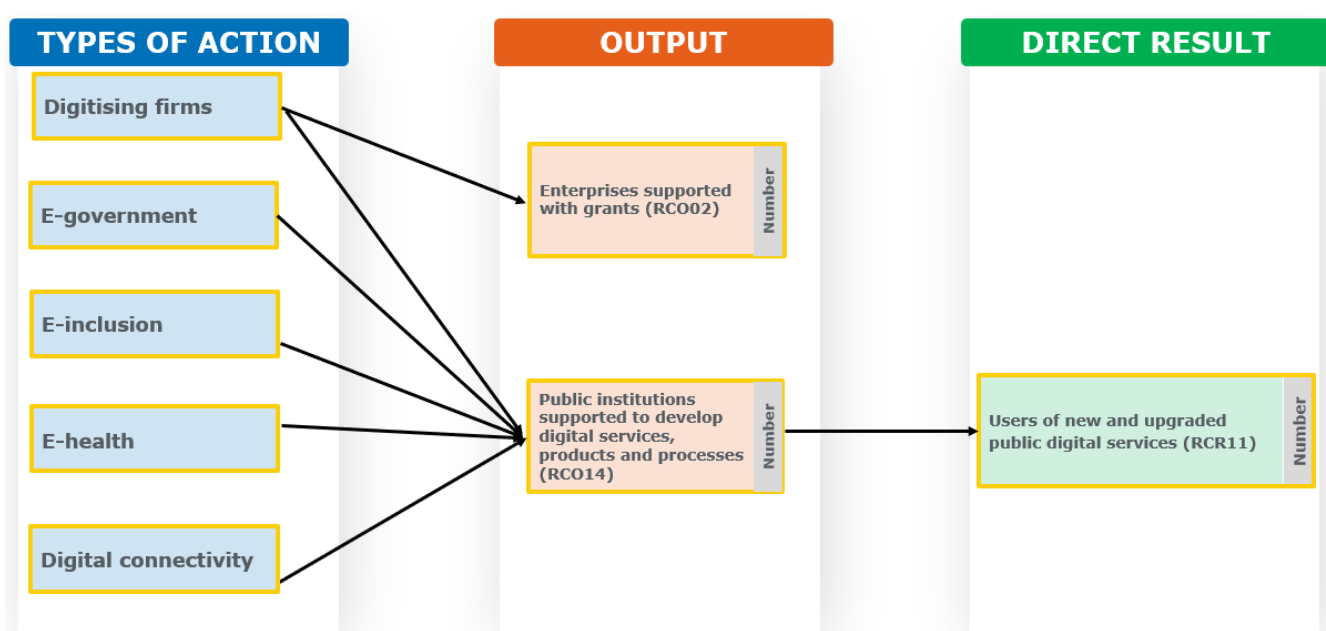 TYPES OF ACTION
OUTPUT
DIRECT RESULT
Digitising firms
E-government
E-inclusion
E-health
Digital connectivity
Enterprises supported
with grants (RCO02)
Number
Public institutions
supported to develop
digital services,
products and processes
(RCO14)
Number
Users of new and upgraded
public digital services (RCR11)
Number